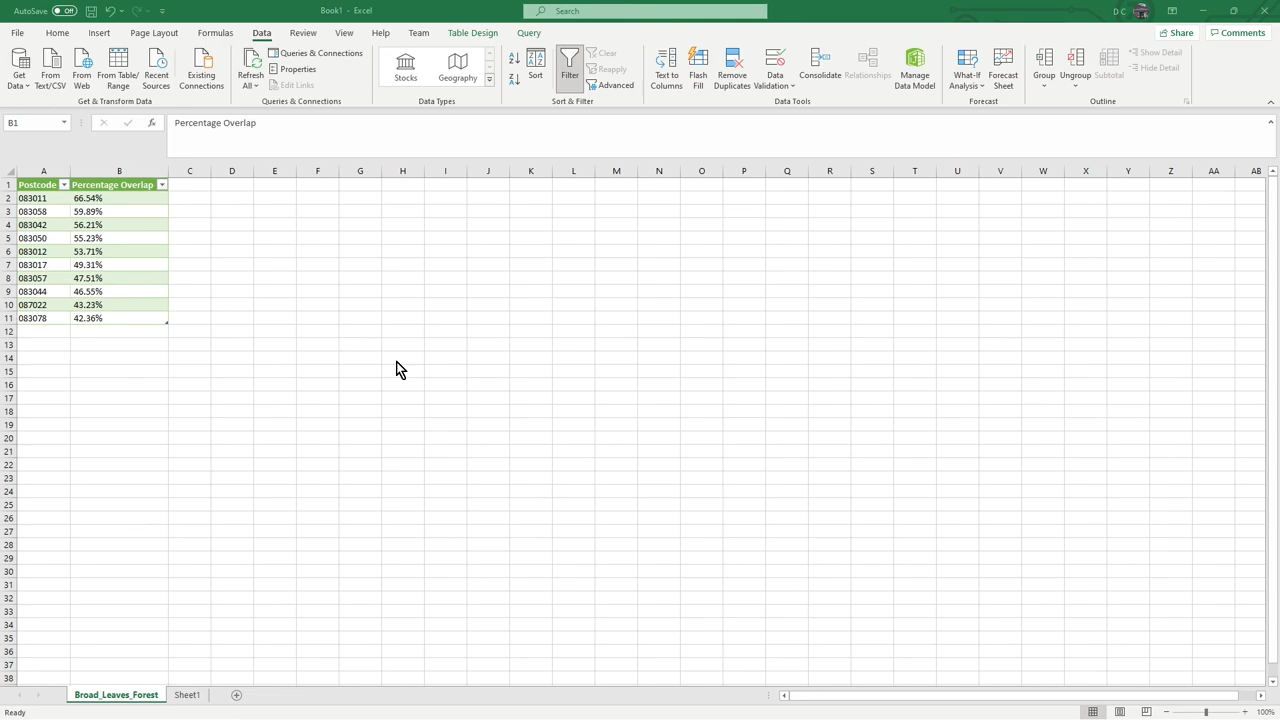 AutoSave Off Book1 - Excel Search D C
File Home Insert Page Layout Formulas Data Review View Help Team Table Design Query Share Comments
Get Data From Text/CSV From Web From Table/ Range Recent Sources Existing Connections
Get & Transform Data
Refresh All Queries & Connections Properties Edit Links
Queries & Connections
Stocks Geography
Data Types
Sort Filter Clear Reapply Advanced
Sort & Filter
Text to Columns Flash Fill Remove Duplicates Data Validation Consolidate Relationships Manage Data Model
Data Tools
What-If Analysis Forecast Sheet
Forecast
Group Ungroup Subtotal Show Detail Hide Detail
Outline
B1 fx Percentage Overlap
A B C D E F G H I J K L M N O P Q R S T U V W X Y Z AA AB
1 Postcode Percentage Overlap
2 083011 66.54%
3 083058 59.89%
4 083042 56.21%
5 083050 55.23%
6 083012 53.71%
7 083017 49.31%
8 083057 47.51%
9 083044 46.55%
10 087022 43.23%
11 083078 42.36%
12
13
14
15
16
17
18
19
20
21
22
23
24
25
26
27
28
29
30
31
32
33
34
35
36
37
38
Broad_Leaves_Forest Sheet1
Ready 100%